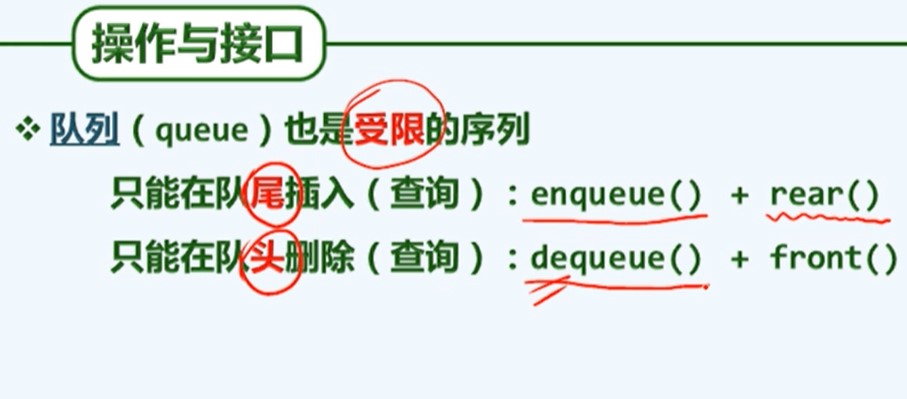 操作与接口
❖ 队列（queue）也是受限的序列
只能在队尾插入（查询）：enqueue() + rear()
只能在队头删除（查询）：dequeue() + front()